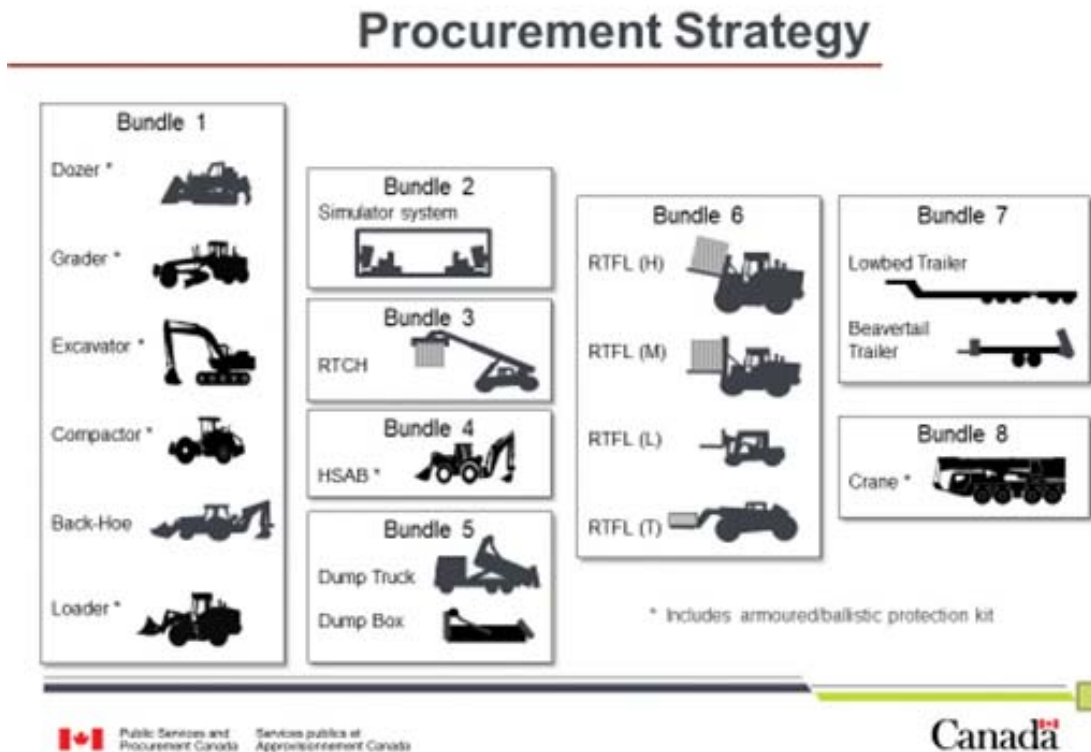 Procurement Strategy
Bundle 1
Dozer *
Grader *
Excavator *
Compactor *
Back-Hoe
Loader *
Bundle 2
Simulator system
Bundle 3
RTCH
Bundle 4
HSAB *
Bundle 5
Dump Truck
Dump Box
Bundle 6
RTFL (H)
RTFL (M)
RTFL (L)
RTFL (T)
Bundle 7
Lowbed Trailer
Beavertail
Trailer
Bundle 8
Crane *
* Includes armoured/ballistic protection kit
Public Services and
Procurement Canada
Services publics et
Approvisionnement Canada
Canada